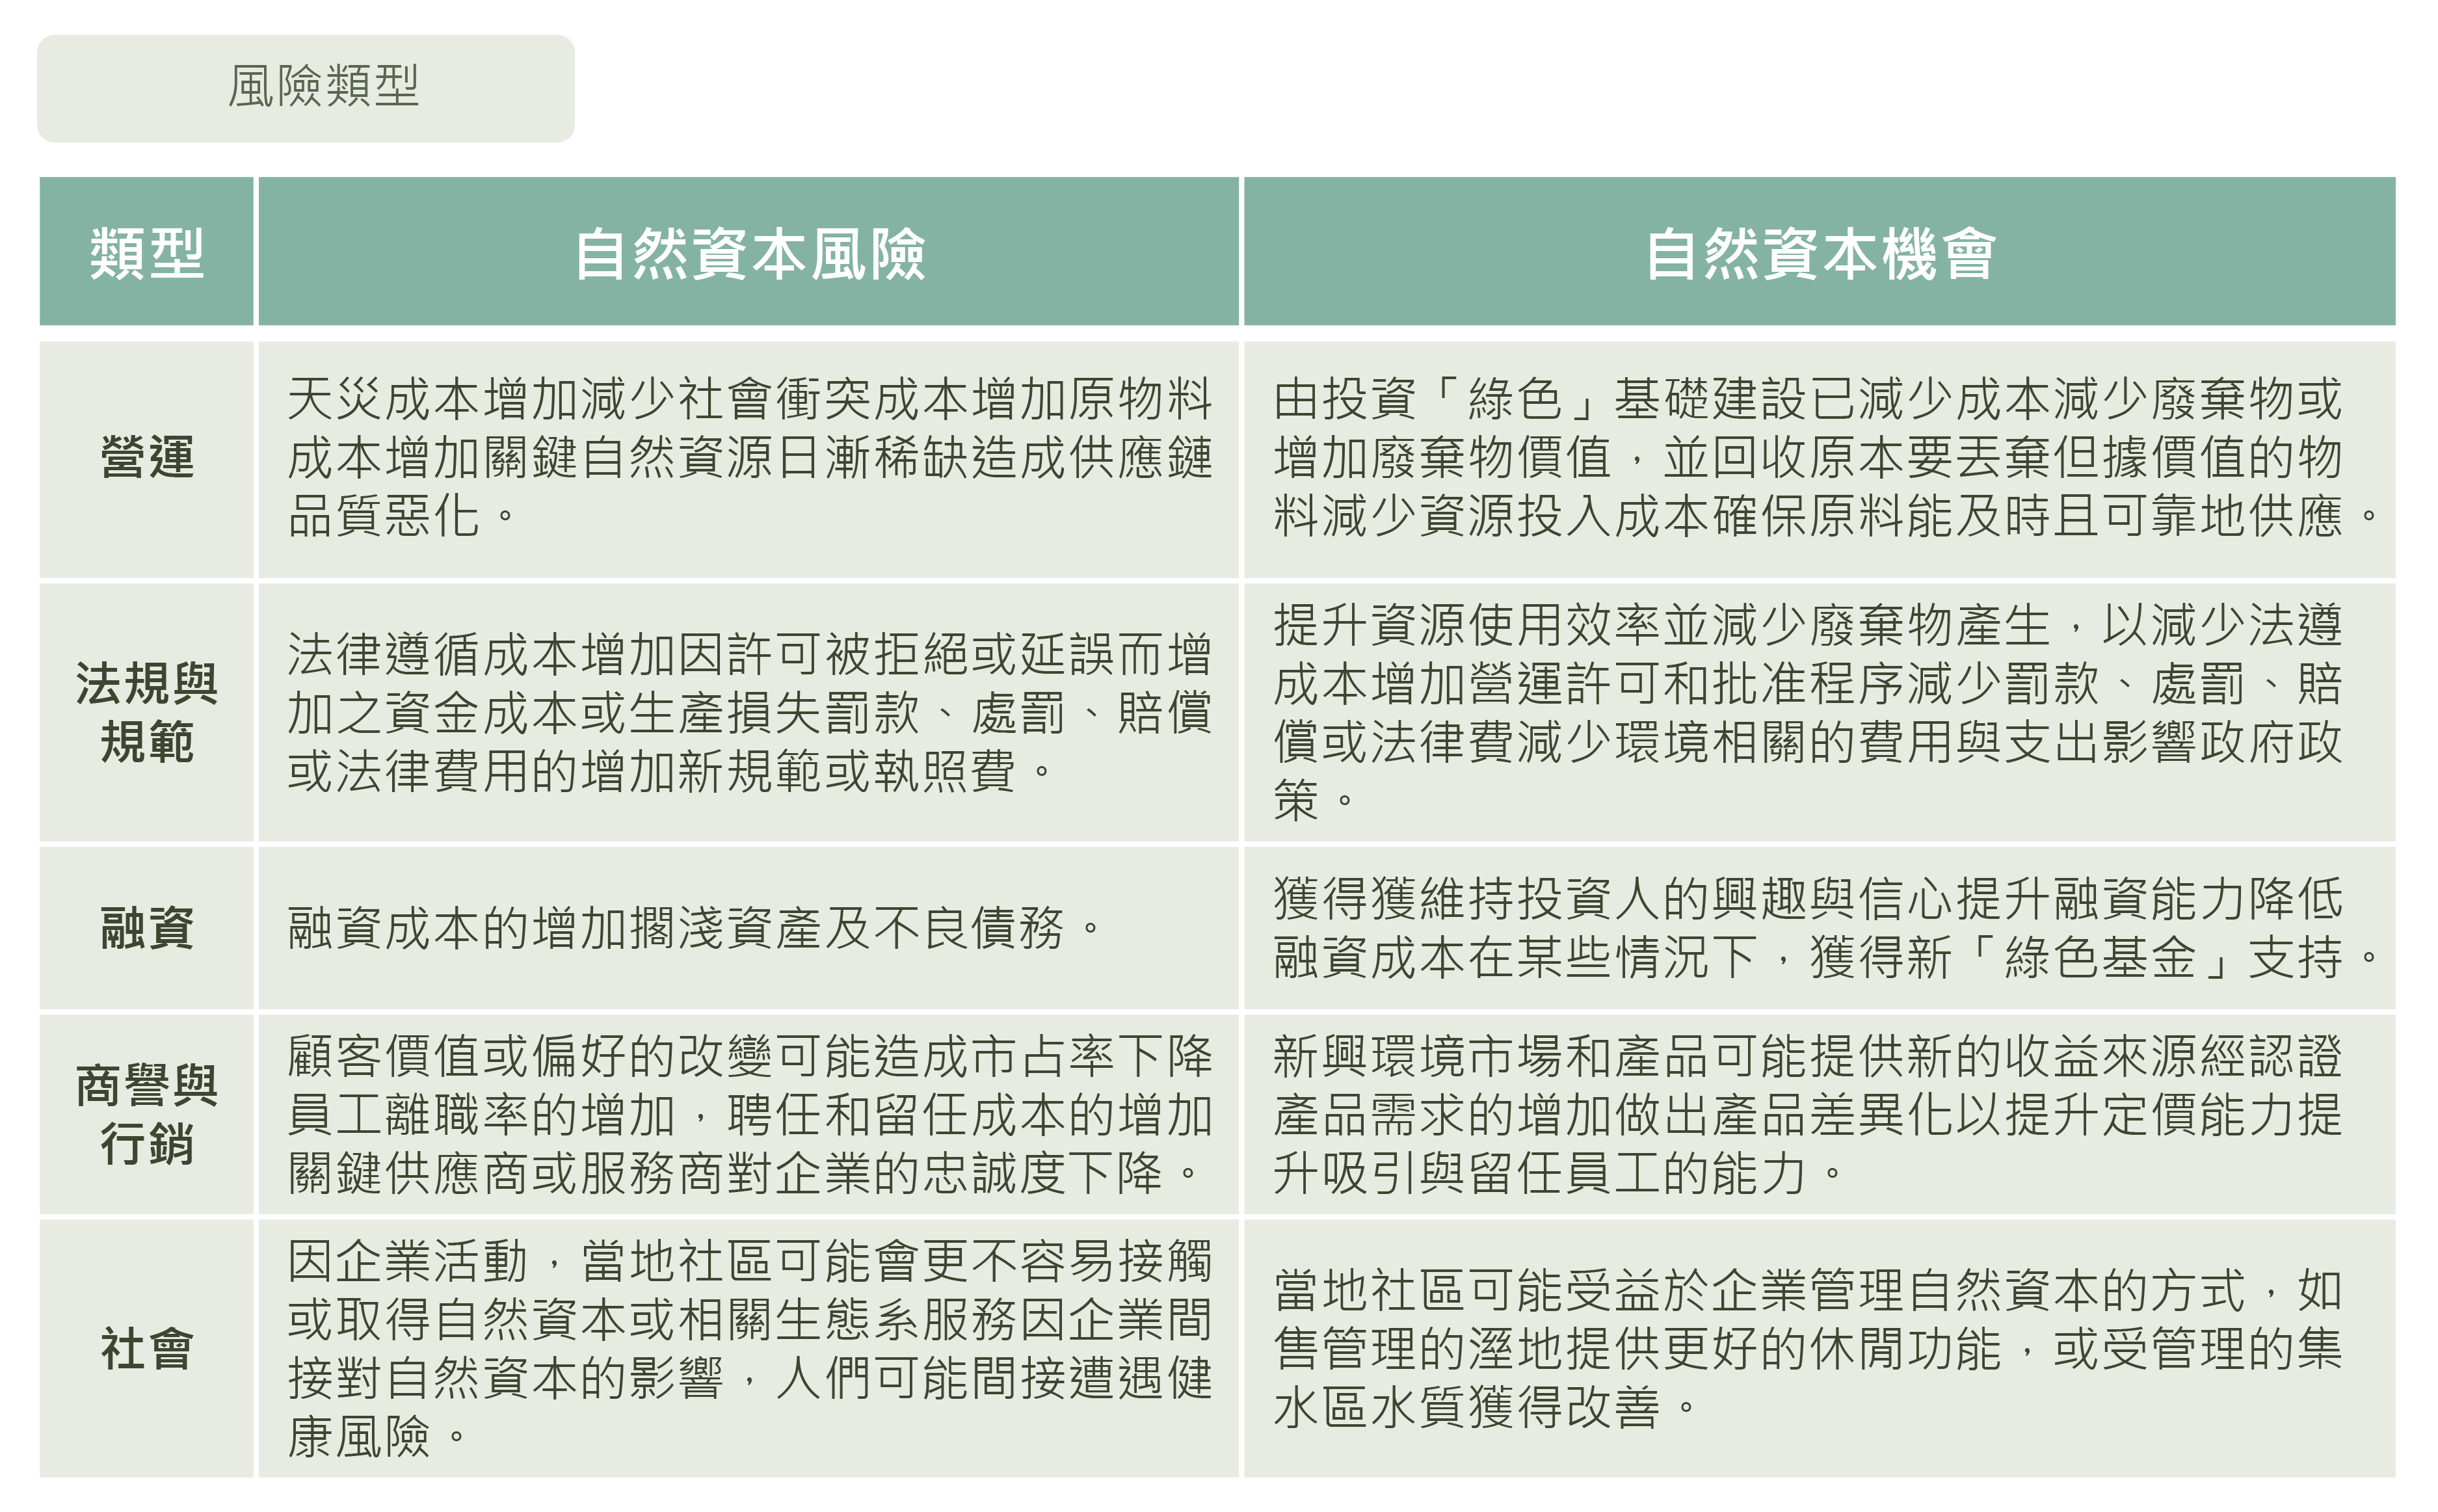 風險類型
類型
自然資本風險
自然資本機會
營運
天災成本增加減少社會衝突成本增加原物料
成本增加關鍵自然資源日漸稀缺造成供應鏈
品質惡化。
由投資「綠色」基礎建設已減少成本減少廢棄物或
增加廢棄物價值，並回收原本要丟棄但據價值的物
料減少資源投入成本確保原料能及時且可靠地供應。
法規與
規範
法律遵循成本增加因許可被拒絕或延誤而增
加之資金成本或生產損失罰款、處罰、賠償
或法律費用的增加新規範或執照費。
提升資源使用效率並減少廢棄物產生，以減少法遵
成本增加營運許可和批准程序減少罰款、處罰、賠
償或法律費減少環境相關的費用與支出影響政府政
策。
融資
融資成本的增加擱淺資產及不良債務。
獲得獲維持投資人的興趣與信心提升融資能力降低
融資成本在某些情況下，獲得新「綠色基金」支持。
商譽與
行銷
顧客價值或偏好的改變可能造成市占率下降
員工離職率的增加，聘任和留任成本的增加
關鍵供應商或服務商對企業的忠誠度下降。
新興環境市場和產品可能提供新的收益來源經認證
產品需求的增加做出產品差異化以提升定價能力提
升吸引與留任員工的能力。
社會
因企業活動，當地社區可能會更不容易接觸
或取得自然資本或相關生態系服務因企業間
接對自然資本的影響，人們可能間接遭遇健
康風險。
當地社區可能受益於企業管理自然資本的方式，如
售管理的溼地提供更好的休閒功能，或受管理的集
水區水質獲得改善。